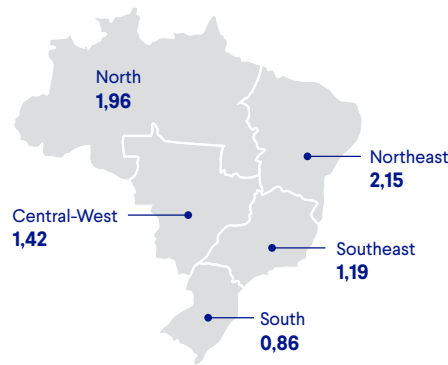 North
1,96
Northeast
2,15
Central-West
1,42
Southeast
1,19
South
0,86